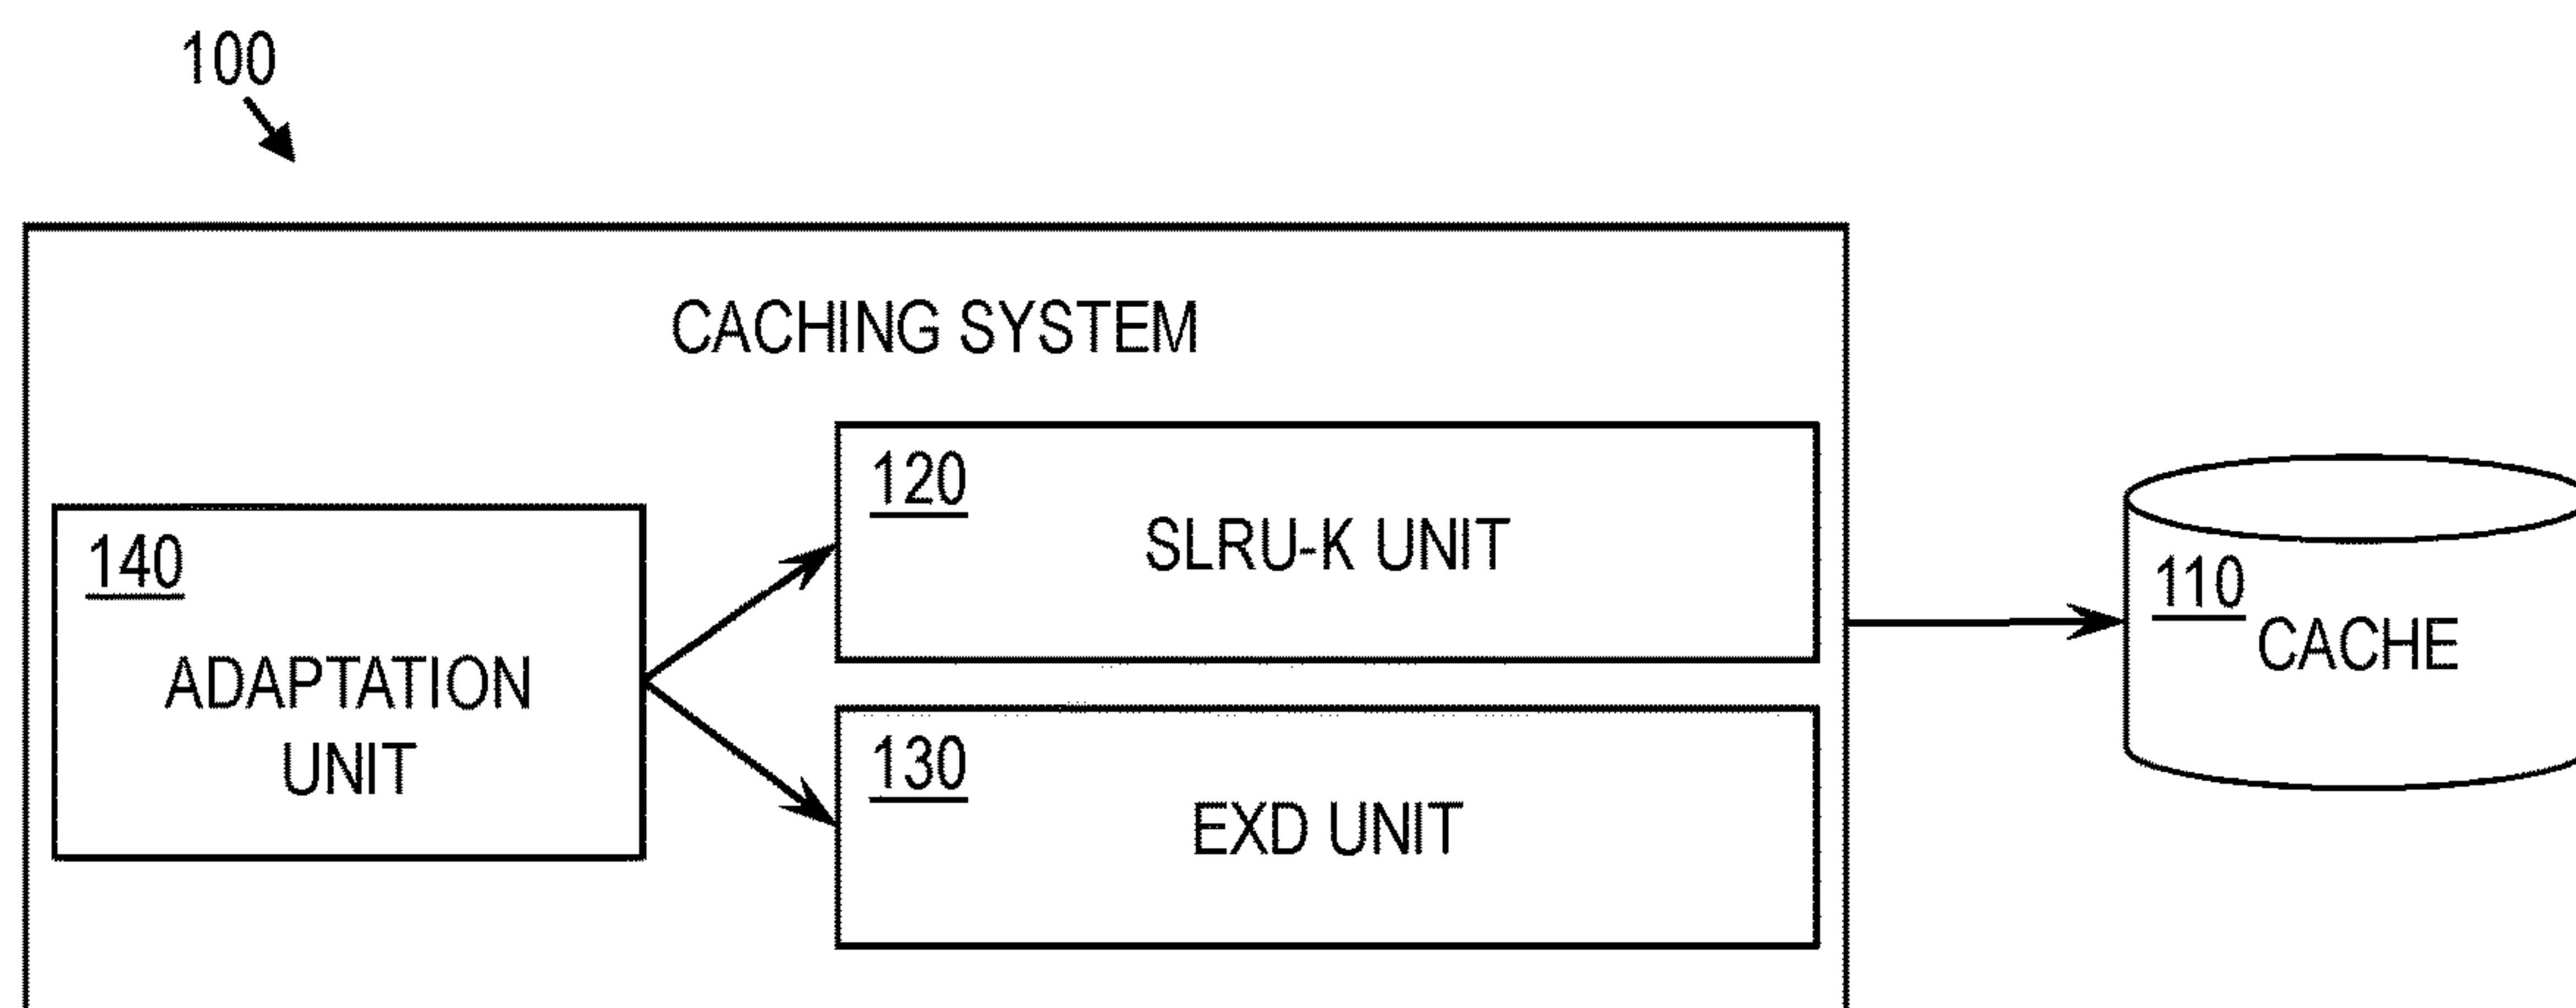 100
CACHING SYSTEM
120
SLRU-K UNIT
140
ADAPTATION
UNIT
130
EXD UNIT
110
CACHE